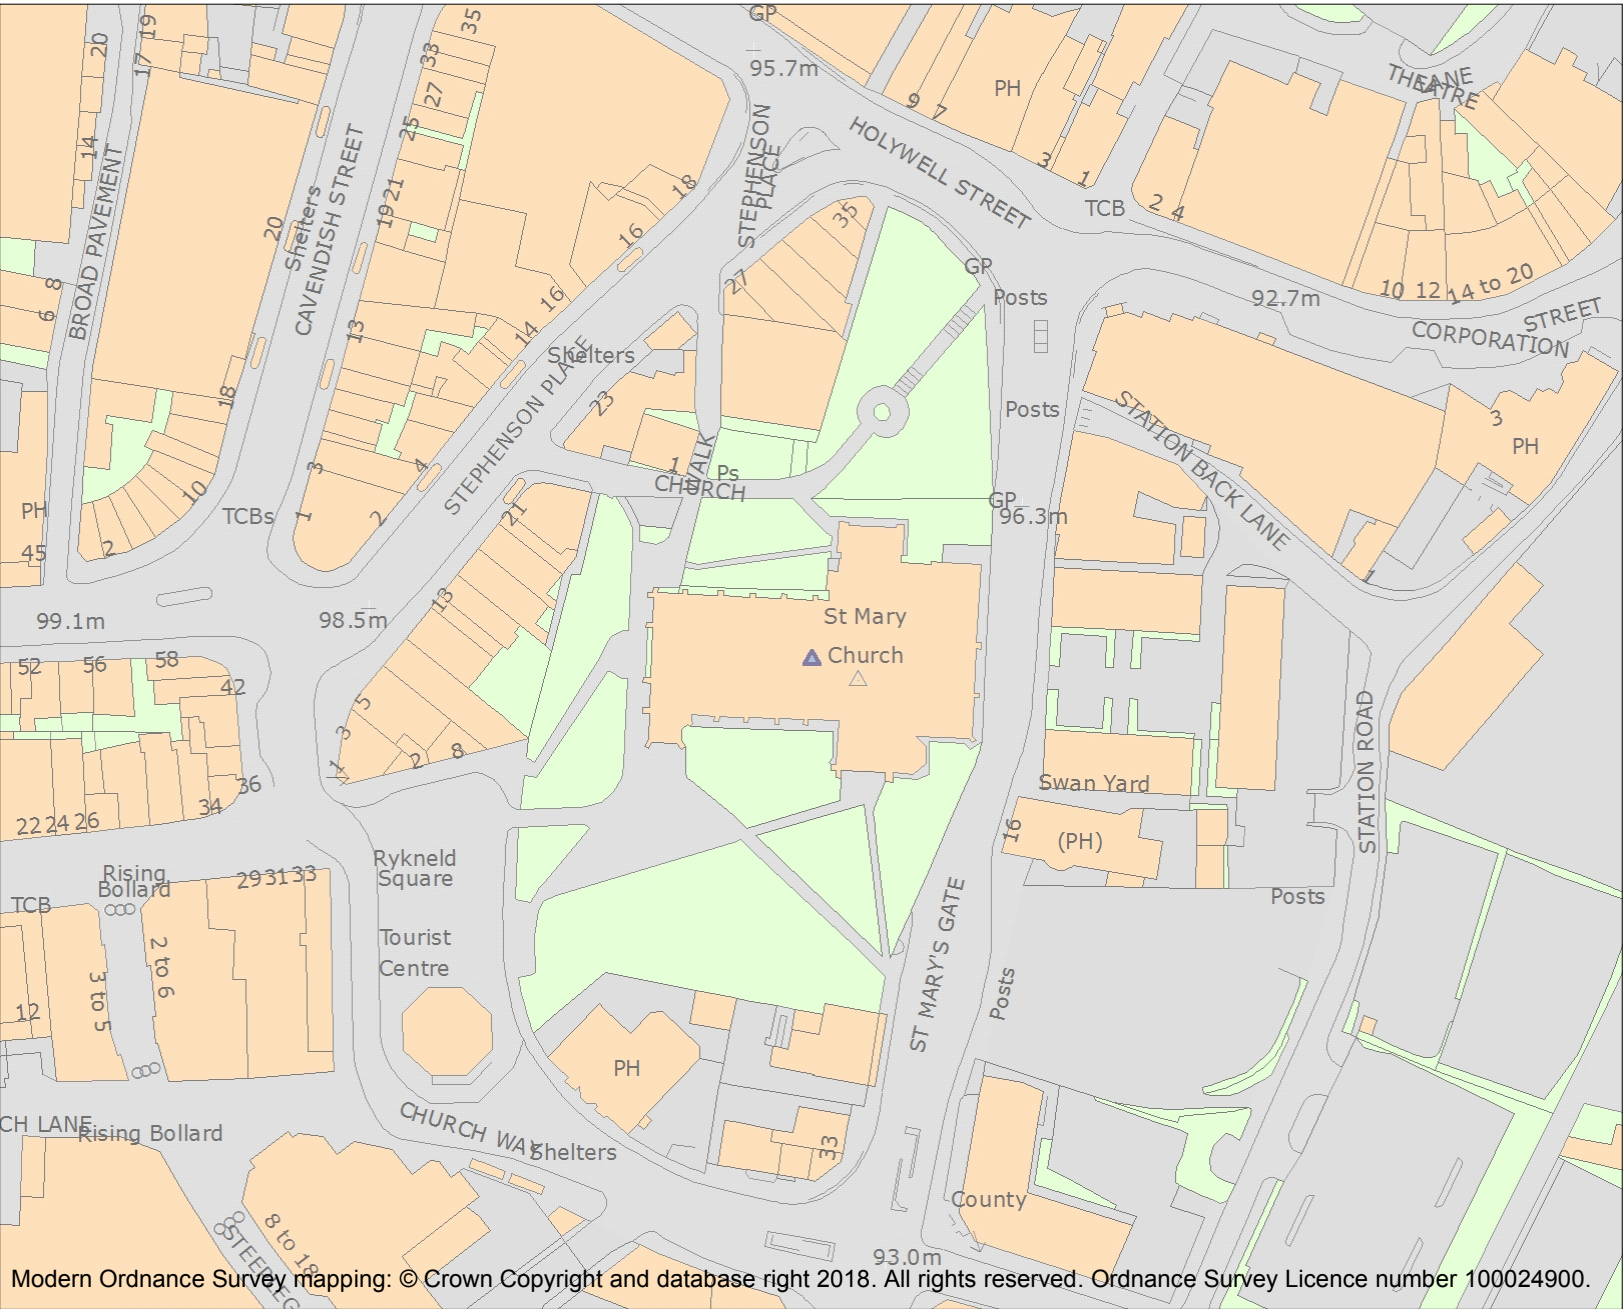 GP
19
35
20
17
33
95.7m
27
PH
THEATRE
LANE
9
7
25
14
STEPHENSON
PLACE
HOLYWELL STREET
3
1
18
19 21
TCB
2
4
35
20
Shelters
CAVENDISH STREET
BROAD PAVEMENT
16
27
GP
8
6
16
Posts
92.7m
10
12
14 to 20
CORPORATION
STREET
13
14
Shelters
STEPHENSON PLACE
18
23
Posts
STATION BACK LANE
3
PH
3
4
1
WALK
Ps
CHURCH
10
PH
TCBs
1
2
21
GP
96.3m
45
2
1
13
99.1m
98.5m
St Mary
Church
52
56
58
42
5
3
1
2
8
STATION ROAD
36
34
22 24 26
Swan Yard
16
(PH)
Rykneld
Square
Rising
Bollard
29 31 33
TCB
Posts
2 to 6
3 to 5
Tourist
Centre
ST MARY'S GATE
Posts
12
PH
CH LANE
Rising Bollard
CHURCH WAY
Shelters
33
County
8 to 18
STEEPLEG
93.0m
Modern Ordnance Survey mapping: © Crown Copyright and database right 2018. All rights reserved. Ordnance Survey Licence number 100024900.